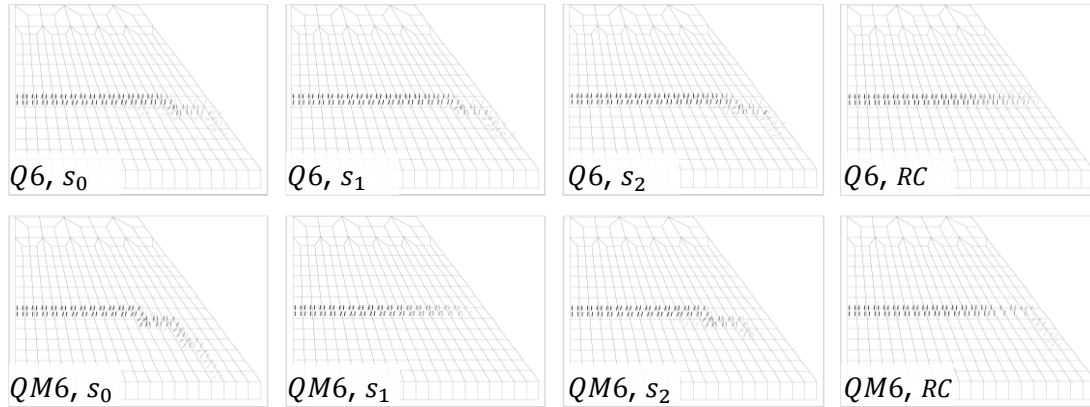 Q6, s₀
Q6, s₁
Q6, s₂
Q6, RC
QM6, s₀
QM6, s₁
QM6, s₂
QM6, RC